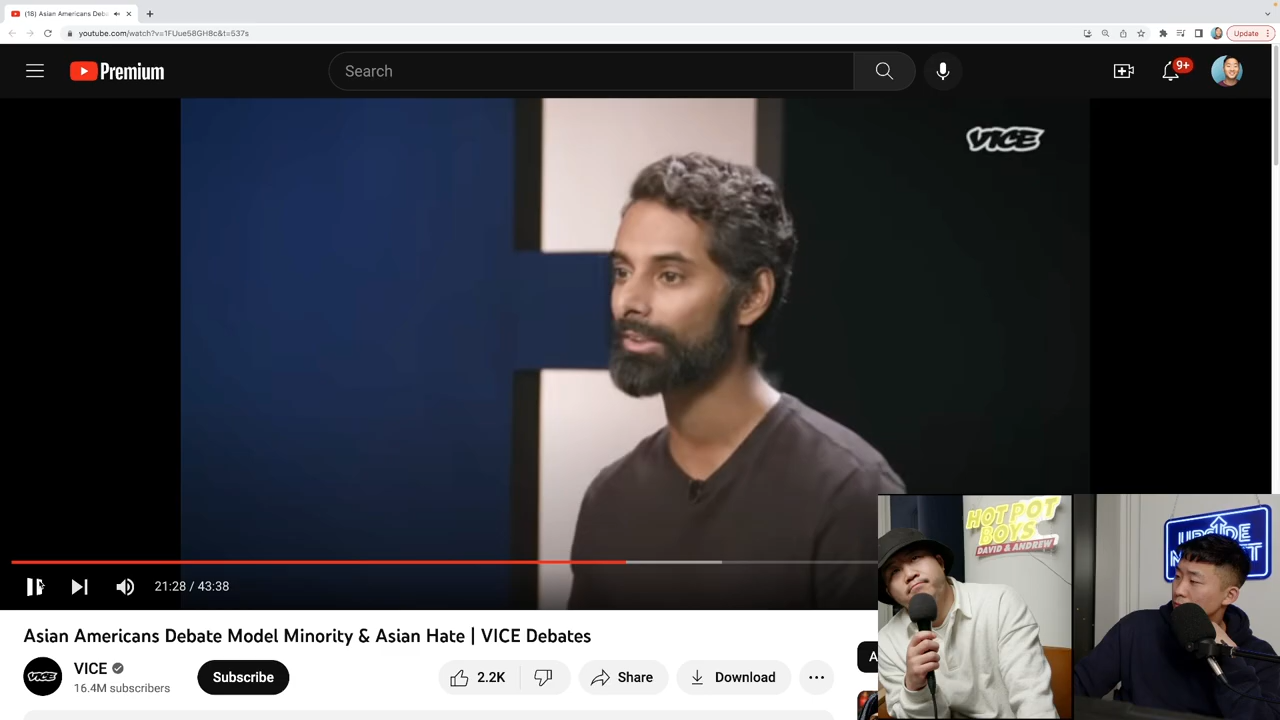 (18) Asian Americans Deba
youtube.com/watch?v=1FUue58GH8c&t=537s
Update
Premium
Search
9+
VICE
HOT POT
BOYS
DAVID & ANDREW
21:28 / 43:38
Asian Americans Debate Model Minority & Asian Hate | VICE Debates
VICE
VICE
16.4M subscribers
Subscribe
2.2K
Share
Download
A